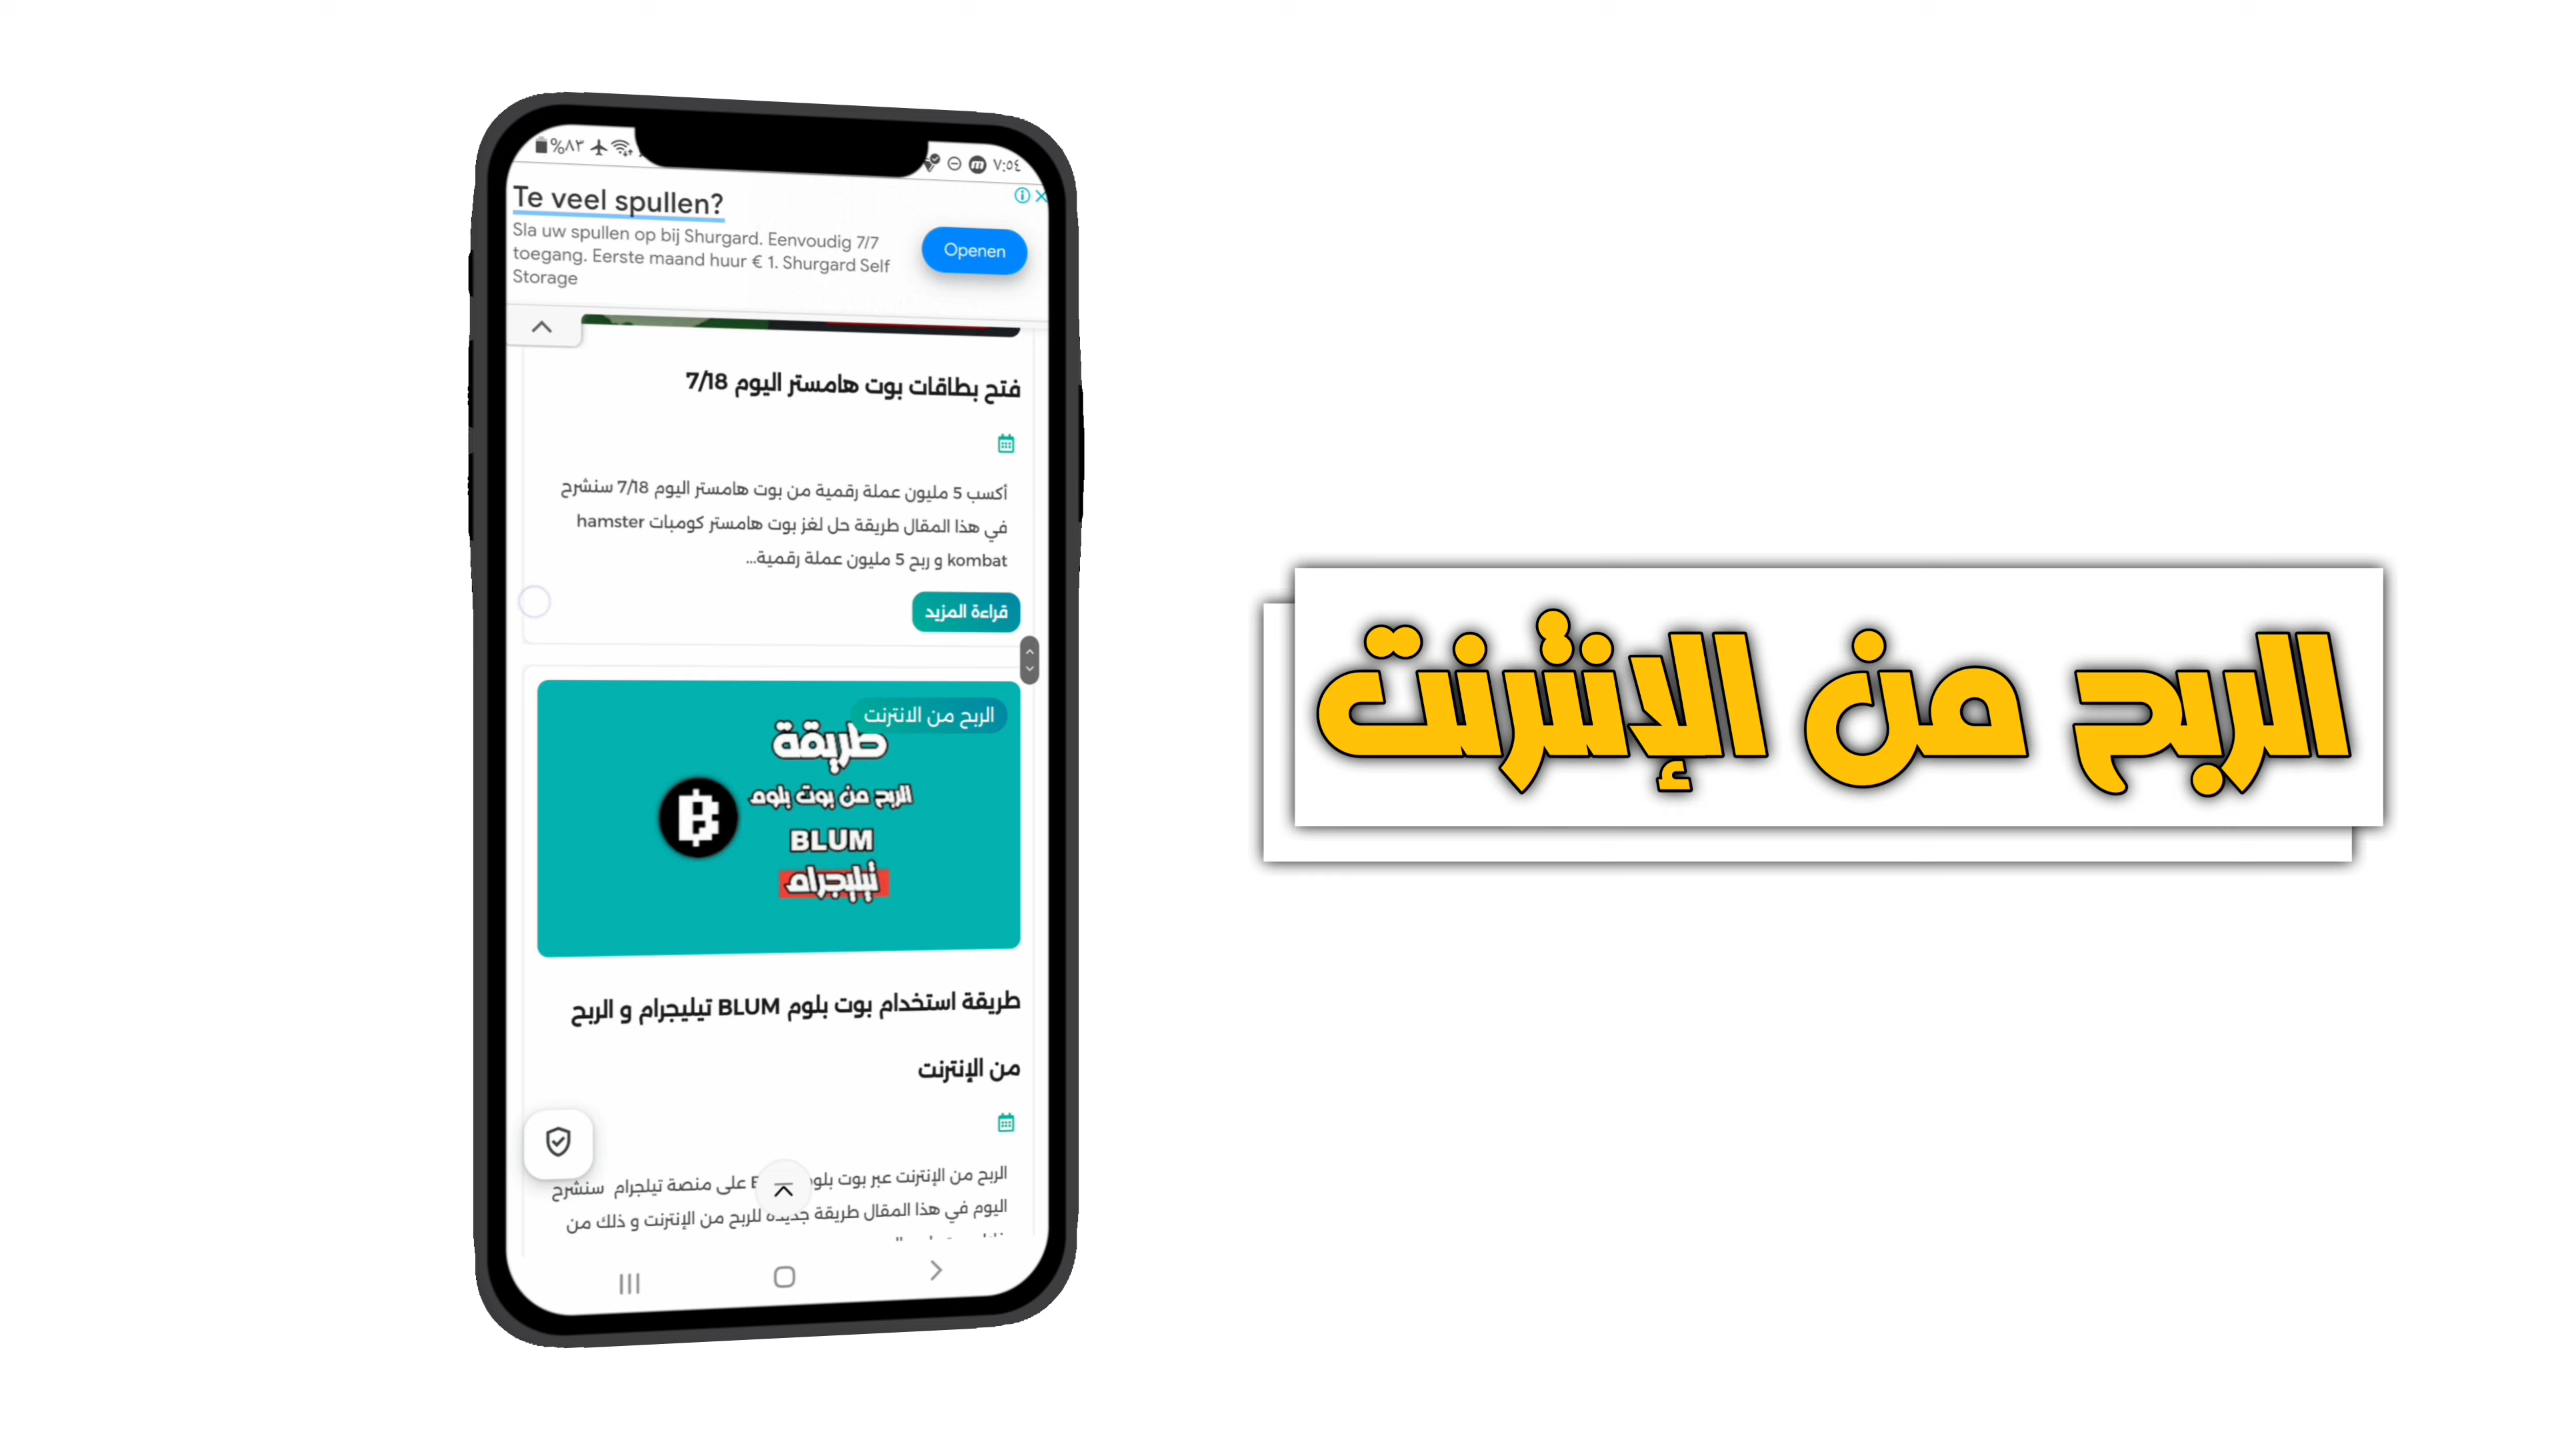 %٨٣
٧:٥٤
Te veel spullen?
Sla uw spullen op bij Shurgard. Eenvoudig 7/7
toegang. Eerste maand huur € 1. Shurgard Self
Storage
Openen
فتح بطاقات بوت هامستر اليوم 7/18
أكسب 5 مليون عملة رقمية من بوت هامستر اليوم 7/18 سنشرح
في هذا المقال طريقة حل لغز بوت هامستر كومبات hamster
kombat و ربح 5 مليون عملة رقمية...
قراءة المزيد
الربح من الانترنت
طريقة
الربح من بوت بلوم
BLUM
تيليجرام
طريقة استخدام بوت بلوم BLUM تيليجرام و الربح
من الإنترنت
الربح من الإنترنت عبر بوت على منصة تيلجرام سنشرح
اليوم في هذا المقال طريقة للربح من الإنترنت و ذلك من
الربح من الإنترنت